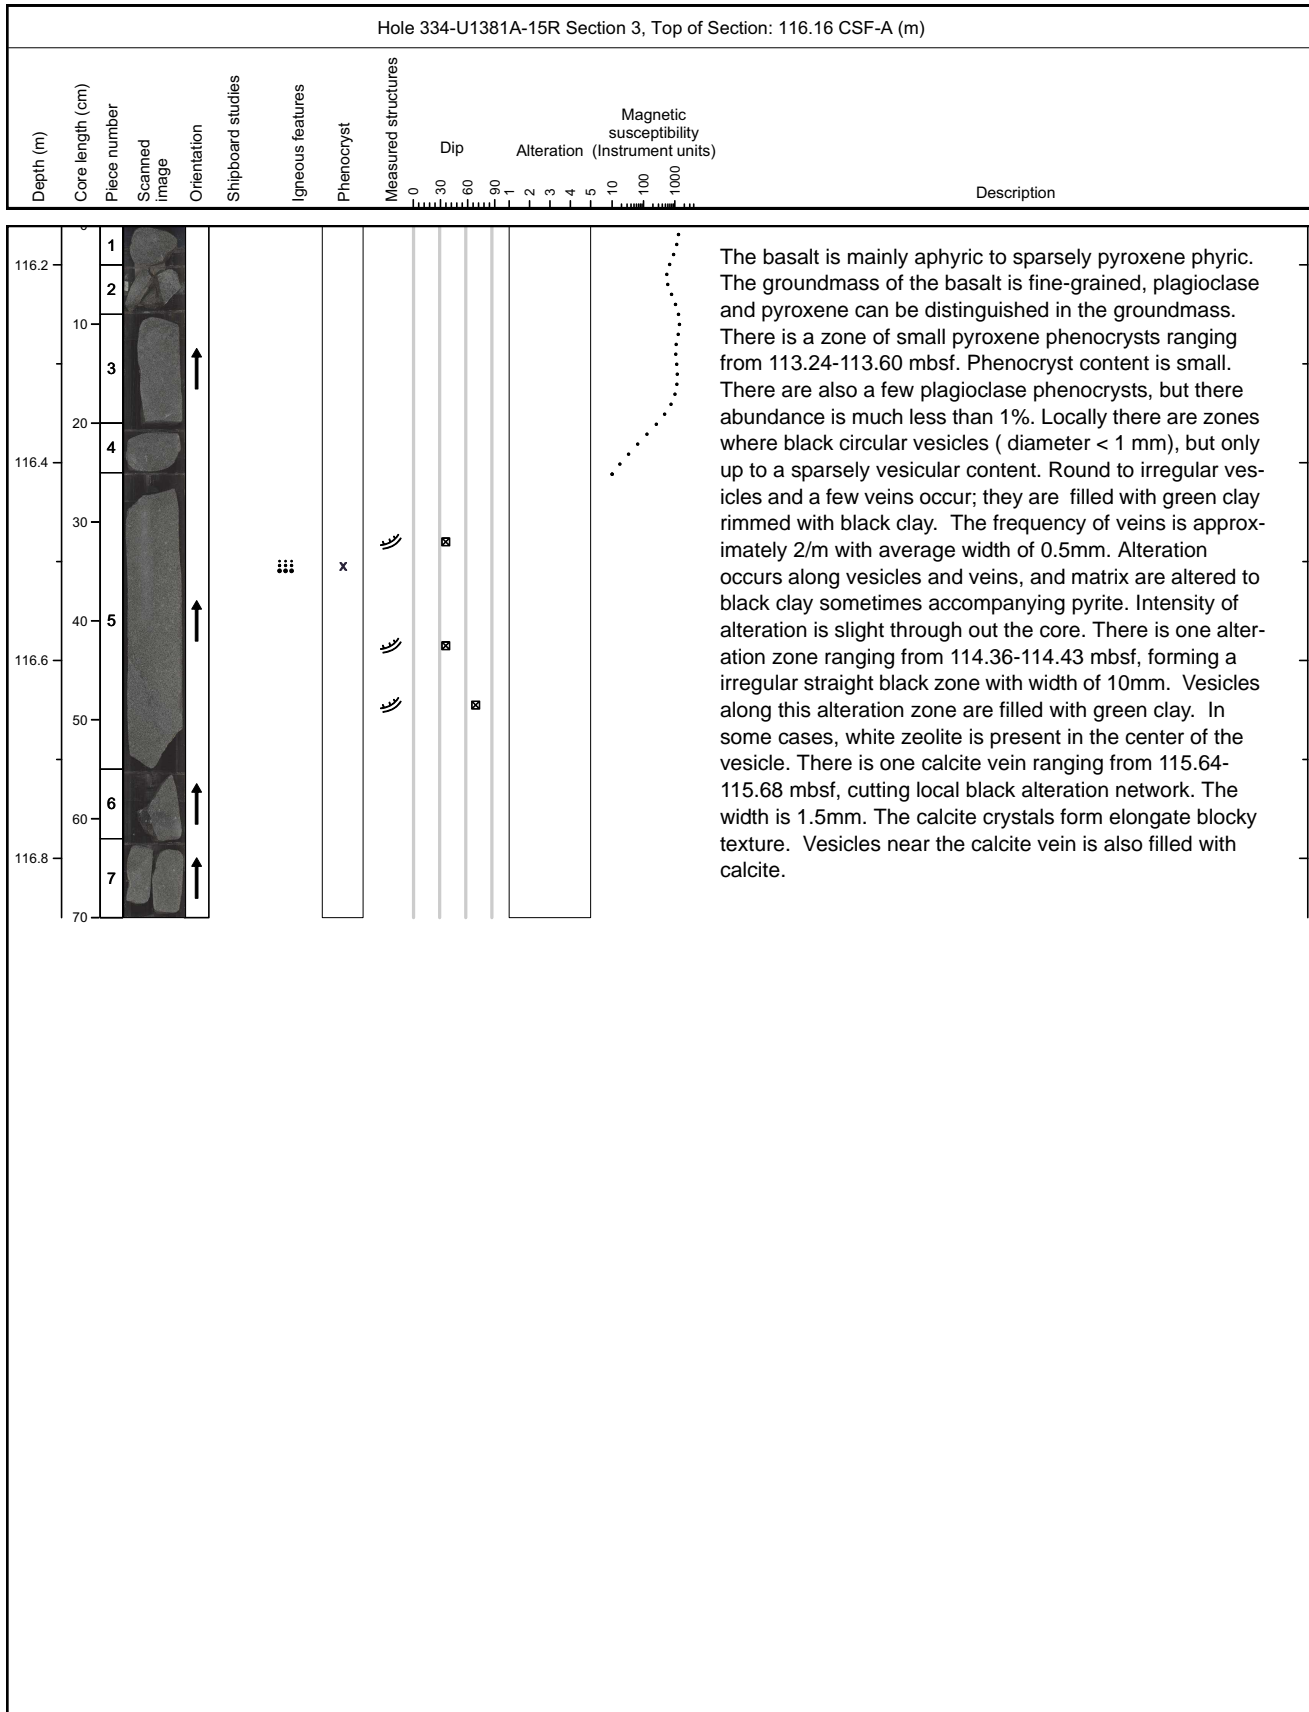 Hole 334-U1381A-15R Section 3, Top of Section: 116.16 CSF-A (m)
Depth (m)
Core length (cm)
Piece number
Scanned
image
Orientation
Shipboard studies
Igneous features
Phenocryst
Measured structures
Dip
0 30 60 90
Alteration
1 2 3 4 5
Magnetic
susceptibility
(Instrument units)
10 100 1000
Description
116.2
116.4
116.6
116.8
0
10
20
30
40
50
60
70
1
2
3
4
5
6
7
x
The basalt is mainly aphyric to sparsely pyroxene phyric.
The groundmass of the basalt is fine-grained, plagioclase
and pyroxene can be distinguished in the groundmass.
There is a zone of small pyroxene phenocrysts ranging
from 113.24-113.60 mbsf. Phenocryst content is small.
There are also a few plagioclase phenocrysts, but there
abundance is much less than 1%. Locally there are zones
where black circular vesicles ( diameter < 1 mm), but only
up to a sparsely vesicular content. Round to irregular ves-
icles and a few veins occur; they are filled with green clay
rimmed with black clay. The frequency of veins is approx-
imately 2/m with average width of 0.5mm. Alteration
occurs along vesicles and veins, and matrix are altered to
black clay sometimes accompanying pyrite. Intensity of
alteration is slight through out the core. There is one alter-
ation zone ranging from 114.36-114.43 mbsf, forming a
irregular straight black zone with width of 10mm. Vesicles
along this alteration zone are filled with green clay. In
some cases, white zeolite is present in the center of the
vesicle. There is one calcite vein ranging from 115.64-
115.68 mbsf, cutting local black alteration network. The
width is 1.5mm. The calcite crystals form elongate blocky
texture. Vesicles near the calcite vein is also filled with
calcite.